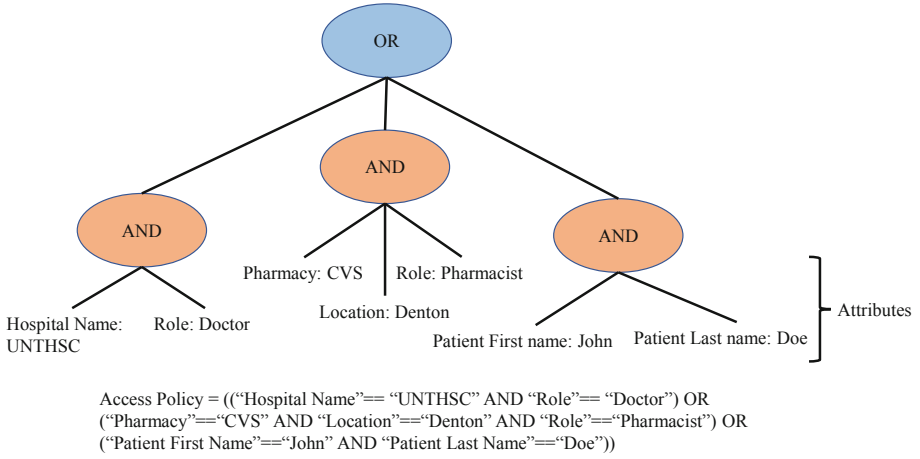 OR
AND
AND
AND
Pharmacy: CVS
Role: Pharmacist
Location: Denton
Hospital Name:
UNTHSC
Role: Doctor
Patient First name: John
Patient Last name: Doe
Attributes
Access Policy = ((“Hospital Name”== “UNTHSC” AND “Role”== “Doctor”) OR
(“Pharmacy”==“CVS” AND “Location”==“Denton” AND “Role”==“Pharmacist”) OR
(“Patient First Name”==“John” AND “Patient Last Name”==“Doe”))